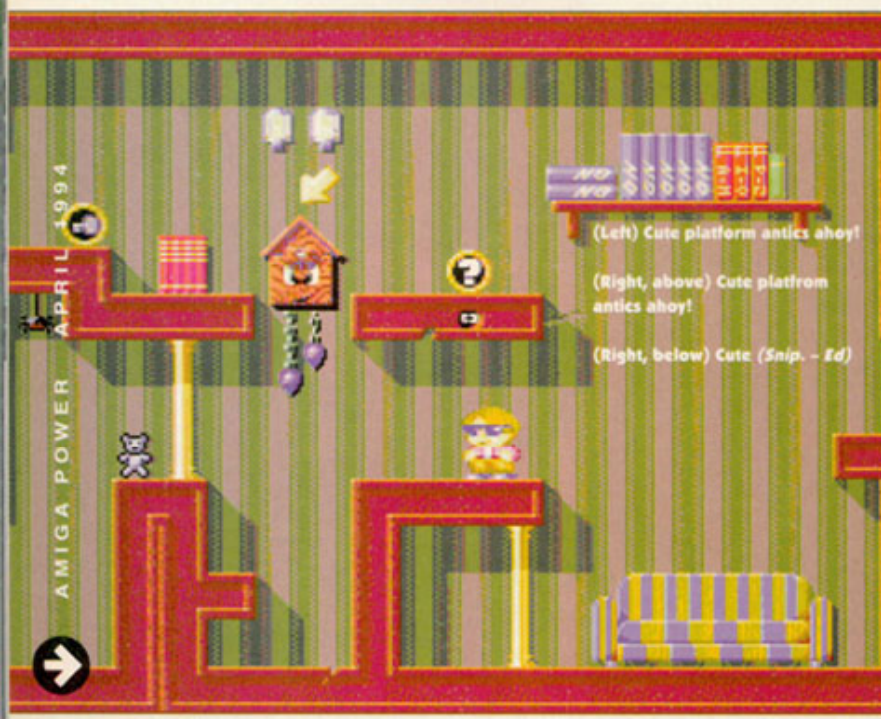 AMIGA POWER APRIL 1994
(Left) Cute platform antics ahoy!
(Right, above) Cute platfrom
antics ahoy!
(Right, below) Cute (Snip. – Ed)
?